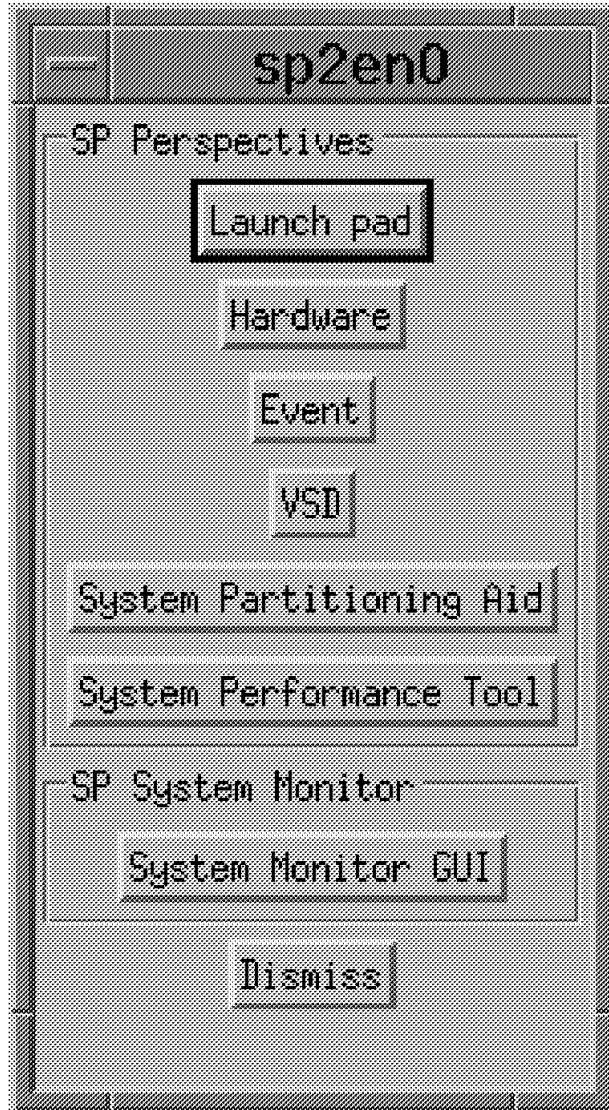 sp2en0
SP Perspectives
Launch pad
Hardware
Event
VSD
System Partitioning Aid
System Performance Tool
SP System Monitor
System Monitor GUI
Dismiss